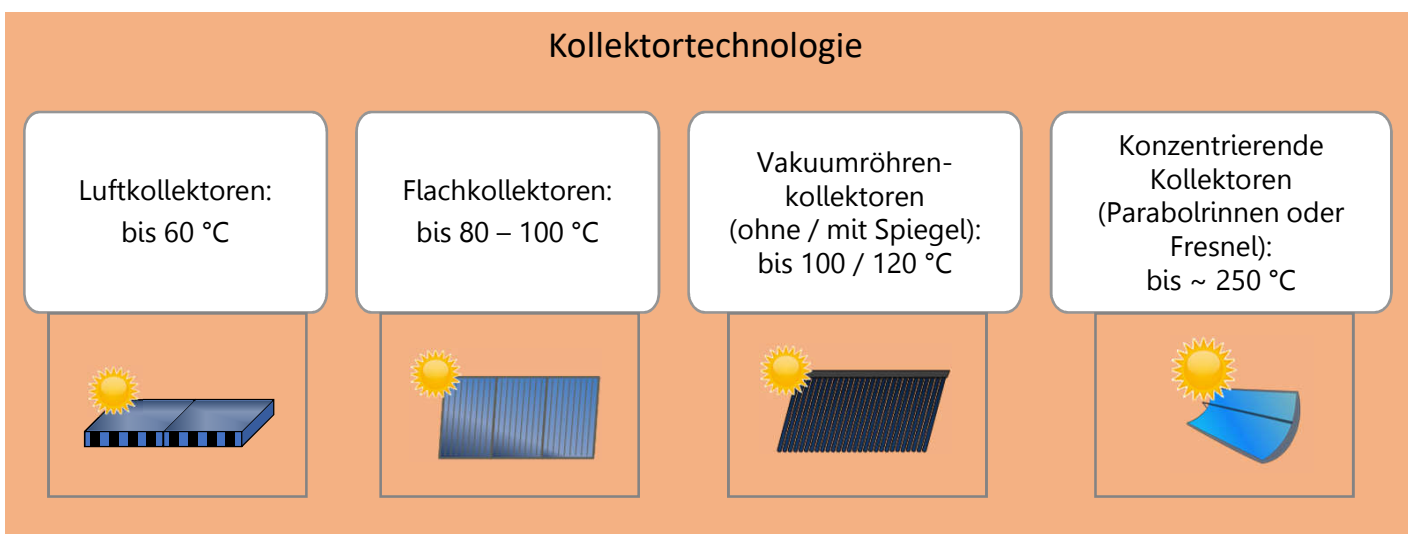 Kollektortechnologie
Luftkollektoren:
bis 60 °C
Flachkollektoren:
bis 80 – 100 °C
Vakuumröhren-
kollektoren
(ohne / mit Spiegel):
bis 100 / 120 °C
Konzentrierende
Kollektoren
(Parabolrinnen oder
Fresnel):
bis ~ 250 °C